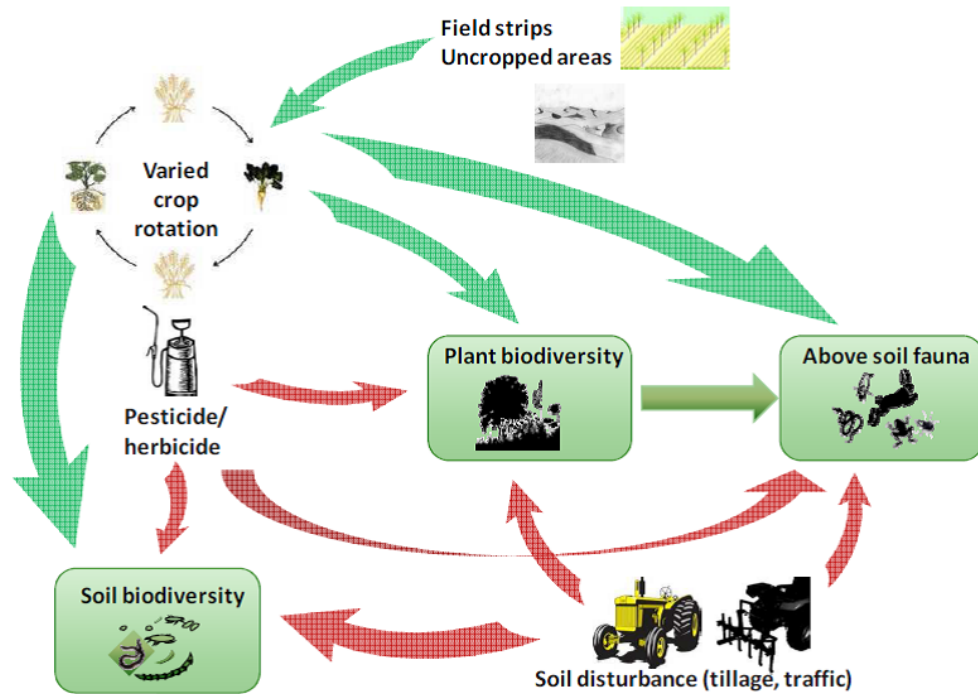 Field strips
Uncropped areas
Varied
crop
rotation
Plant biodiversity
Above soil fauna
Pesticide/
herbicide
Soil biodiversity
Soil disturbance (tillage, traffic)